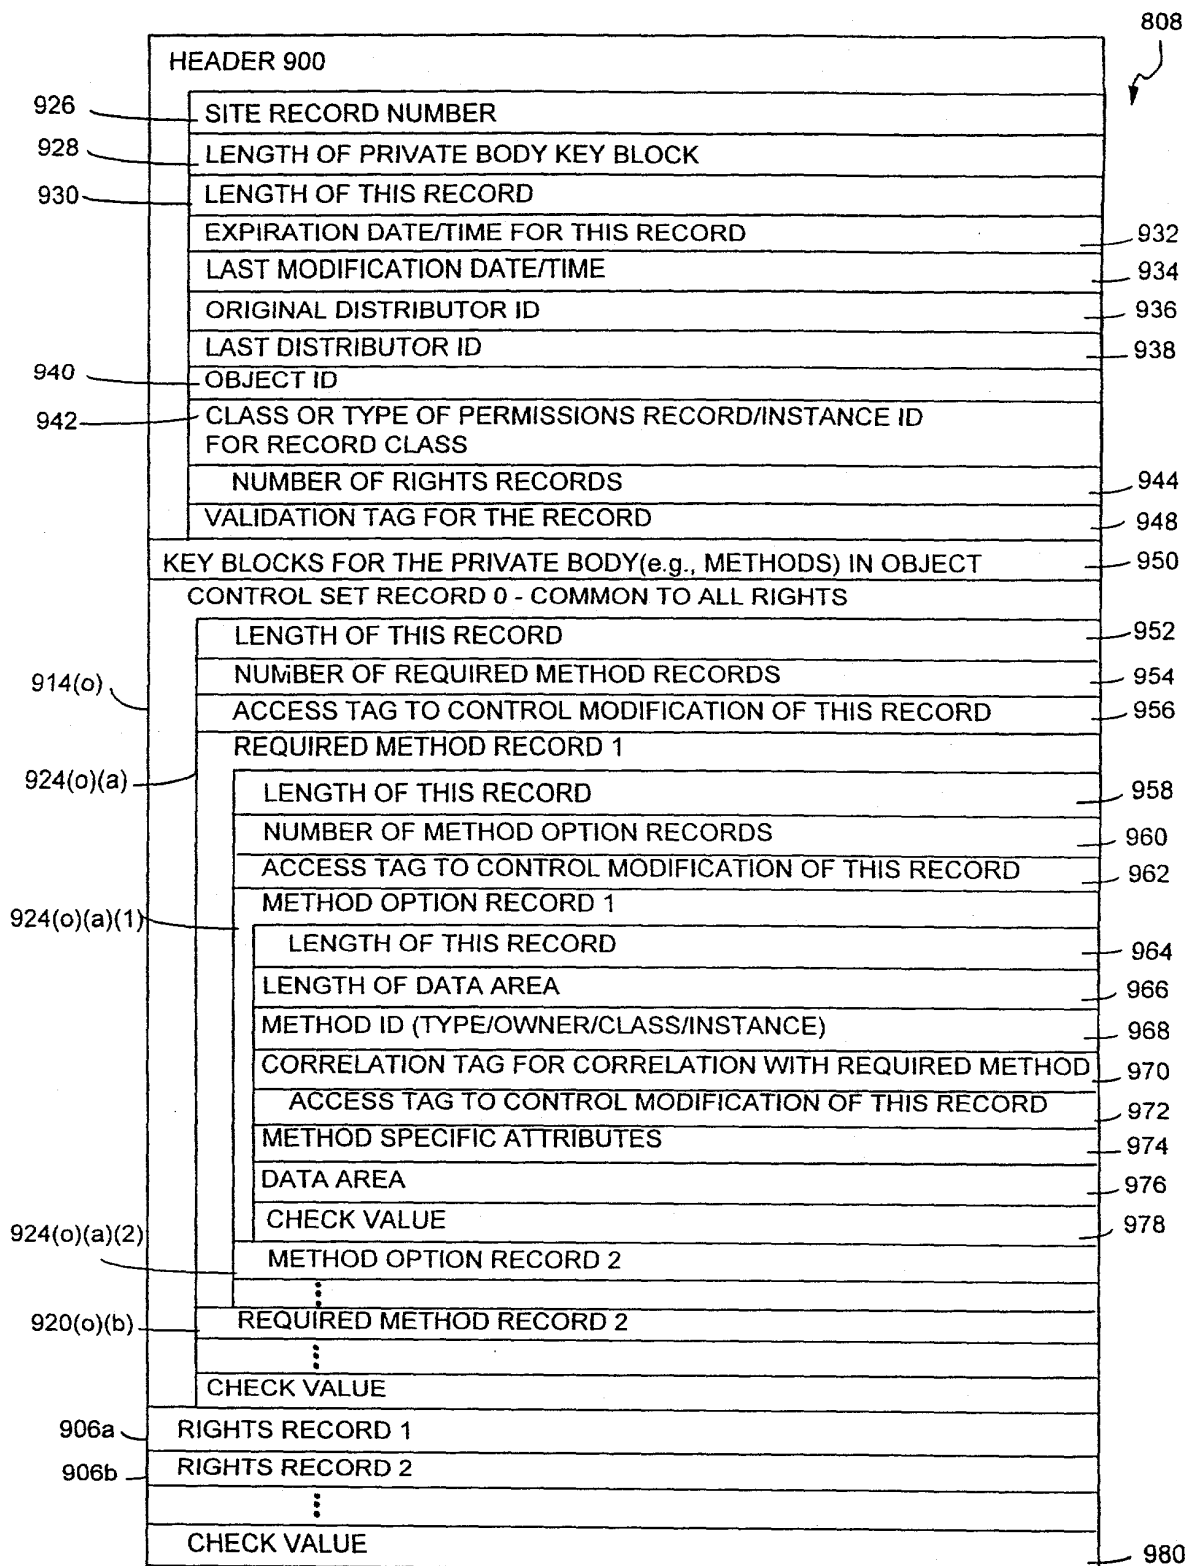 808
HEADER 900
926 SITE RECORD NUMBER
928 LENGTH OF PRIVATE BODY KEY BLOCK
930 LENGTH OF THIS RECORD
EXPIRATION DATE/TIME FOR THIS RECORD 932
LAST MODIFICATION DATE/TIME 934
ORIGINAL DISTRIBUTOR ID 936
LAST DISTRIBUTOR ID 938
940 OBJECT ID
942 CLASS OR TYPE OF PERMISSIONS RECORD/INSTANCE ID
FOR RECORD CLASS
NUMBER OF RIGHTS RECORDS 944
VALIDATION TAG FOR THE RECORD 948
KEY BLOCKS FOR THE PRIVATE BODY(e.g., METHODS) IN OBJECT 950
CONTROL SET RECORD 0 - COMMON TO ALL RIGHTS
LENGTH OF THIS RECORD 952
914(o) NUMBER OF REQUIRED METHOD RECORDS 954
ACCESS TAG TO CONTROL MODIFICATION OF THIS RECORD 956
REQUIRED METHOD RECORD 1
924(o)(a) LENGTH OF THIS RECORD 958
NUMBER OF METHOD OPTION RECORDS 960
ACCESS TAG TO CONTROL MODIFICATION OF THIS RECORD 962
924(o)(a)(1) METHOD OPTION RECORD 1
LENGTH OF THIS RECORD 964
LENGTH OF DATA AREA 966
METHOD ID (TYPE/OWNER/CLASS/INSTANCE) 968
CORRELATION TAG FOR CORRELATION WITH REQUIRED METHOD 970
ACCESS TAG TO CONTROL MODIFICATION OF THIS RECORD 972
METHOD SPECIFIC ATTRIBUTES 974
DATA AREA 976
CHECK VALUE 978
924(o)(a)(2) METHOD OPTION RECORD 2
920(o)(b) REQUIRED METHOD RECORD 2
CHECK VALUE
906a RIGHTS RECORD 1
906b RIGHTS RECORD 2
CHECK VALUE 980